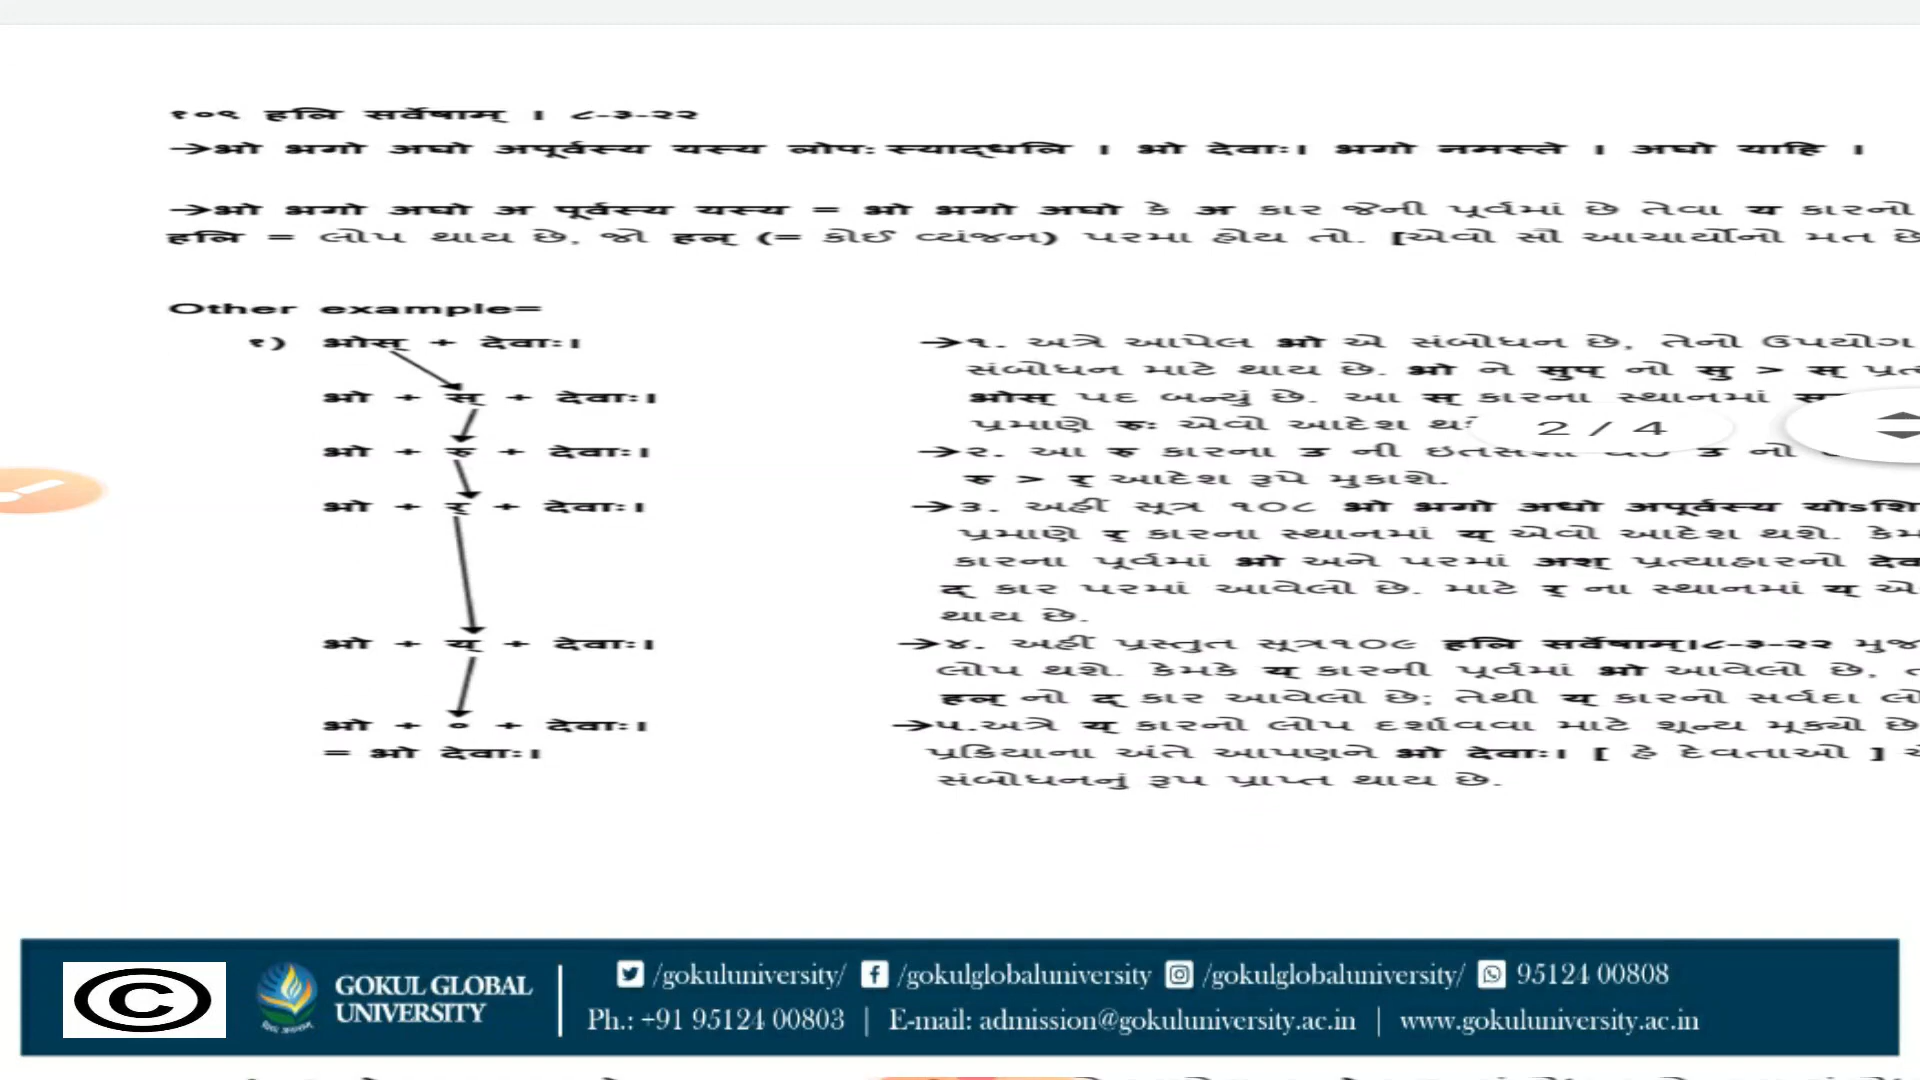 १०९ हलि सर्वेषाम् । ८-३-२२
→भो भगो अघो अपूर्वस्य यस्य लोप: स्याद्धलि । भो देवाः। भगो नमस्ते । अघो याहि ।
→भो भगो अघो अ पूर्वस्य यस्य = भो भगो अघो કે अ કાર જેની પૂર્વમાં છે તેવા य કારનો
हलि = લોપ થાય છે, જો हल् (= કોઈ વ્યંજન) પરમા હોય તો. [એવો સૌ આચાર્યોનો મત છે
Other example=
१) भोस् + देवाः।
भो + स् + देवाः।
भो + रु + देवाः।
भो + र् + देवाः।
भो + य् + देवाः।
भो + ० + देवाः।
= भो देवाः।
→૧. અત્રે આપેલ भो એ સંબોધન છે, તેનો ઉપયોગ
સંબોધન માટે થાય છે. भो ને सुप् નો सु > स्
भोस् પદ બન્યું છે. આ स् કારના સ્થાનમાં
પ્રમાણે रुः એવો આદેશ
→૨. આ रु કારના उ ની उ નો
रु > र् આદેશ રૂપે મુકાશે.
→૩. અહીં સૂત્ર ૧૦૮ भो भगो अधो अपूर्वस्य योऽशि
પ્રમાણે र् કારના સ્થાનમાં य् એવો આદેશ થશે.
કારના પૂર્વમાં भो અને પરમાં अश् પ્રત્યાહારનો
द् કાર પરમાં આવેલો છે. માટે र् ના સ્થાનમાં य्
થાય છે.
→૪. અહીં પ્રસ્તુત સૂત્ર૧૦૯ हलि सर्वेषाम्।८-३-२२
લોપ થશે. કેમકે य् કારની પૂર્વમાં भो આવેલો છે,
हल् નો द् કાર આવેલો છે; તેથી य् કારનો સર્વદા
→૫.અત્રે य् કારનો લોપ દર્શાવવા માટે શૂન્ય મૂક્યો છે
પ્રક્રિયાના અંતે આપણને भो देवाः। [ હે દેવતાઓ ]
સંબોધનનું રૂપ પ્રાપ્ત થાય છે.
2 / 4
GOKUL GLOBAL
UNIVERSITY
/gokuluniversity/ /gokulglobaluniversity /gokulglobaluniversity/ 95124 00808
Ph.: +91 95124 00803 | E-mail: admission@gokuluniversity.ac.in | www.gokuluniversity.ac.in